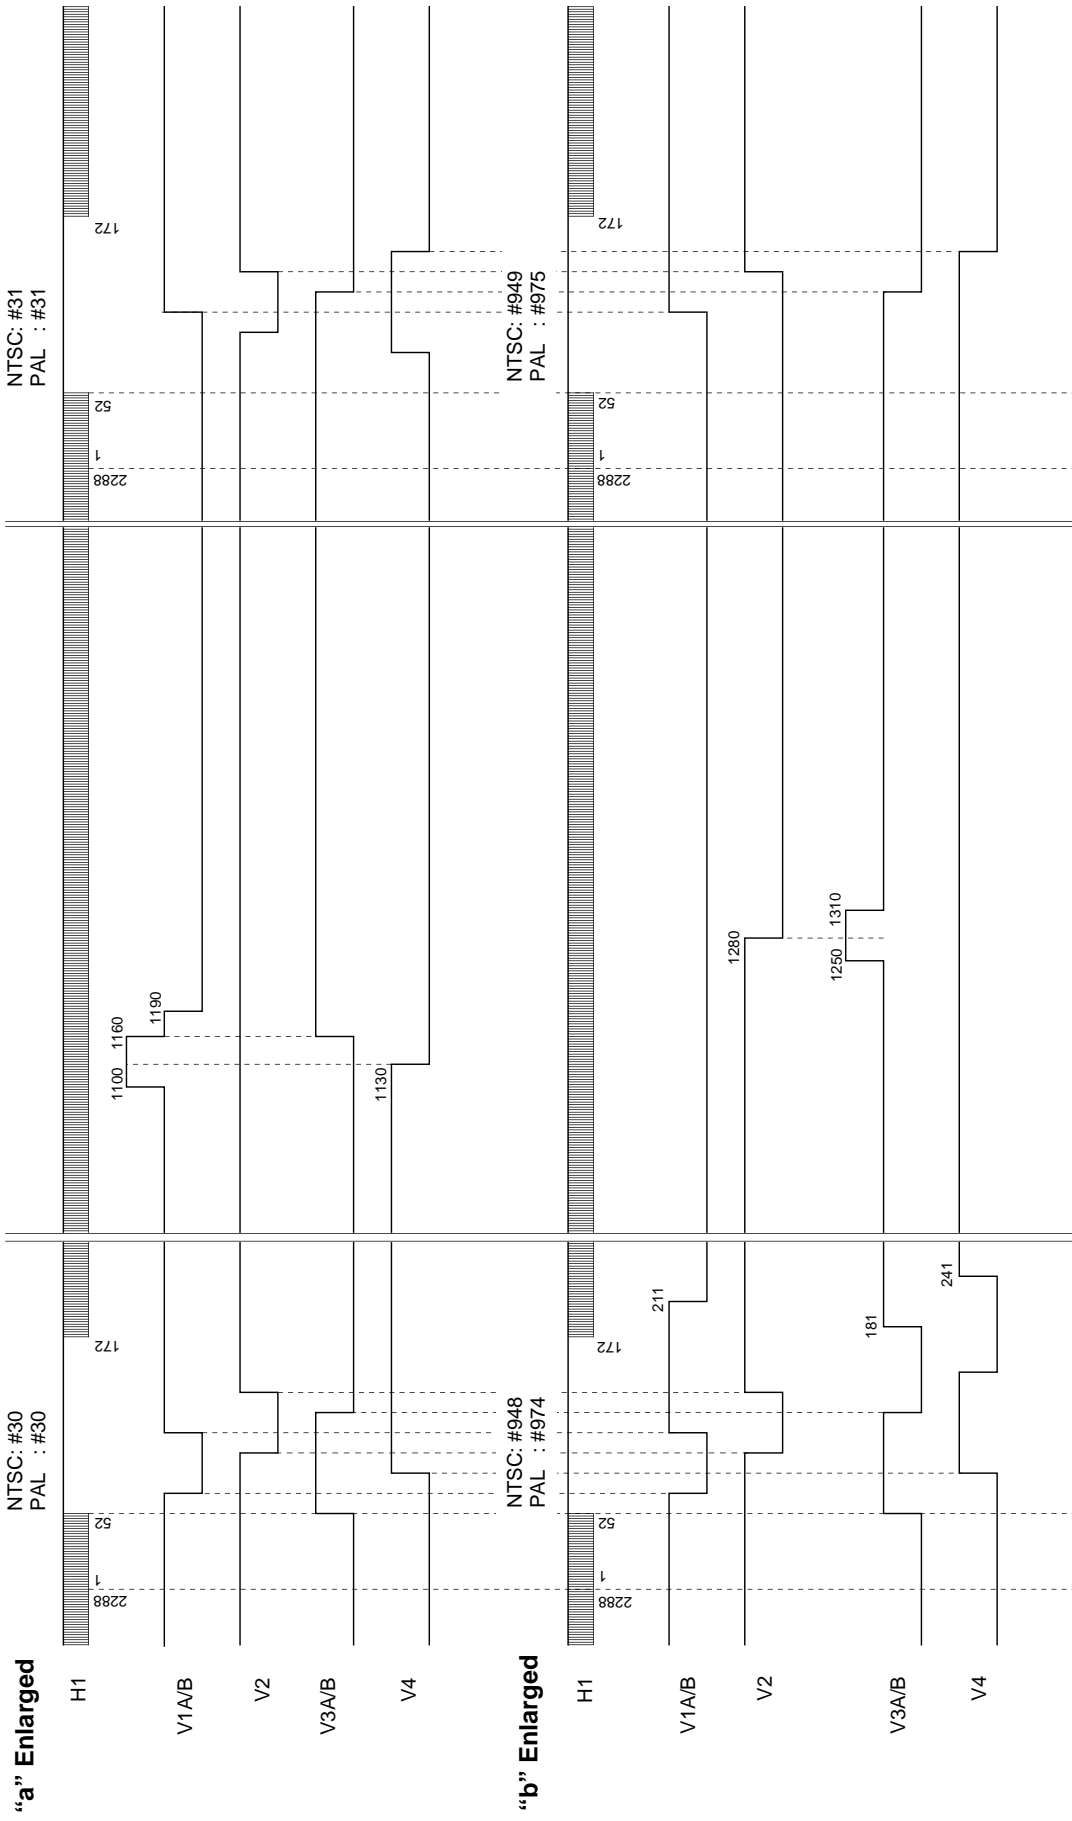 “a” Enlarged
NTSC: #30
PAL : #30
NTSC: #31
PAL : #31
H1
2288
1
52
172
2288
1
52
172
V1A/B
1100
1160
1190
V2
V3A/B
V4
1130
“b” Enlarged
NTSC: #948
PAL : #974
NTSC: #949
PAL : #975
H1
2288
1
52
172
2288
1
52
172
V1A/B
211
V2
1280
V3A/B
181
1250
1310
V4
241